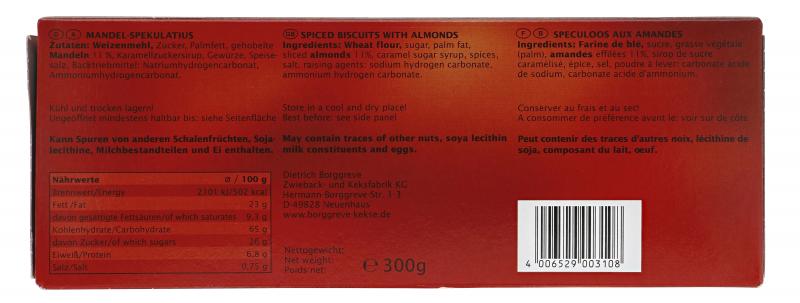 D A MANDEL-SPEKULATIUS
Zutaten: Weizenmehl, Zucker, Palmfett, gehobelte
Mandeln 11 %, Karamellzuckersirup, Gewürze, Speise-
salz, Backtriebmittel: Natriumhydrogencarbonat,
Ammoniumhydrogencarbonat.
Kühl und trocken lagern!
Ungeöffnet mindestens haltbar bis: siehe Seitenfläche
Kann Spuren von anderen Schalenfrüchten, Soja-
lecithine, Milchbestandteilen und Ei enthalten.
Nährwerte ø / 100 g
Brennwert/Energy 2101 kJ/502 kcal
Fett /Fat 23 g
davon gesättigte Fettsäuren/of which saturates 9,3 g
Kohlenhydrate/Carbohydrate 65 g
davon Zucker/of which sugars 26 g
Eiweiß/Protein 6,8 g
Salz/Salt 0,75 g
GB SPICED BISCUITS WITH ALMONDS
Ingredients: Wheat flour, sugar, palm fat,
sliced almonds 11%, caramel sugar syrup, spices,
salt, raising agents: sodium hydrogen carbonate,
ammonium hydrogen carbonate.
Store in a cool and dry place!
Best before: see side panel
May contain traces of other nuts, soya lecithin
milk constituents and eggs.
Dietrich Borggreve
Zwieback- und Keksfabrik KG
Hermann-Borggreve-Str. 1-3
D-49828 Neuenhaus
www.borggreve-kekse.de
Nettogewicht:
Net weight:
Poids net:
℮ 300g
F B SPECULOOS AUX AMANDES
Ingredients: Farine de blé, sucre, grasse végétale
(palm), amandes effilées 11%, sirop de sucre
caramélisé, épice, sel, poudre à lever: carbonate acide
de sodium, carbonate acide d'ammonium.
Conserver au frais et au sec!
A consommer de préférence avant le: voir sur de côte
Peut contenir des traces d'autres noix, lécithine de
soja, composant du lait, œuf.
4 006529 003108